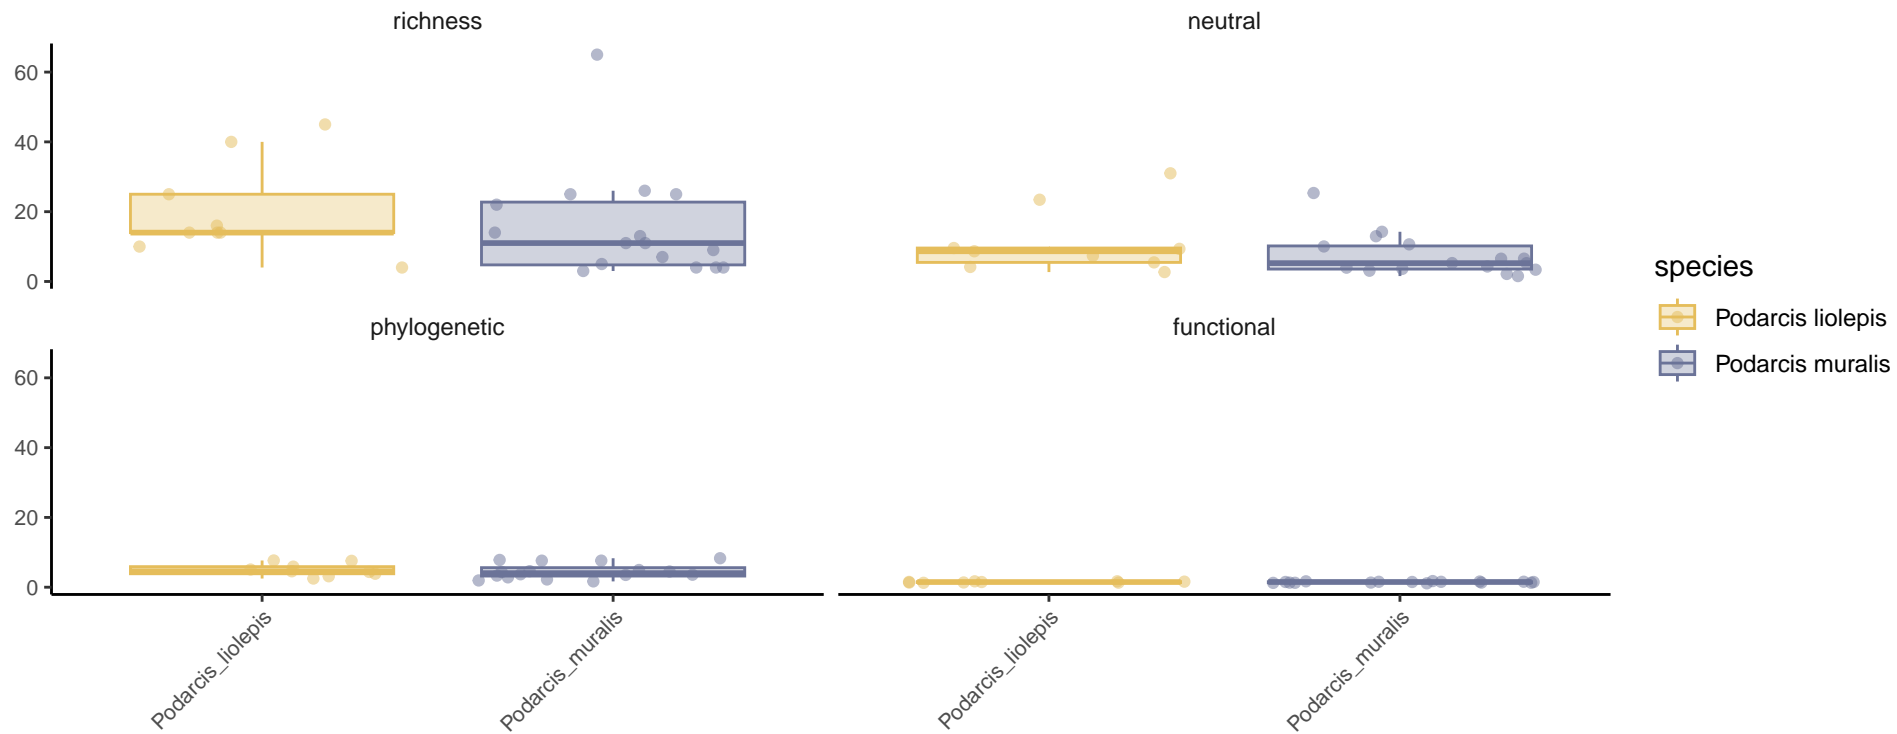 richness
neutral
60
40
20
0
phylogenetic
functional
60
40
20
0
Podarcis_liolepis
Podarcis_muralis
Podarcis_liolepis
Podarcis_muralis
species
Podarcis liolepis
Podarcis muralis